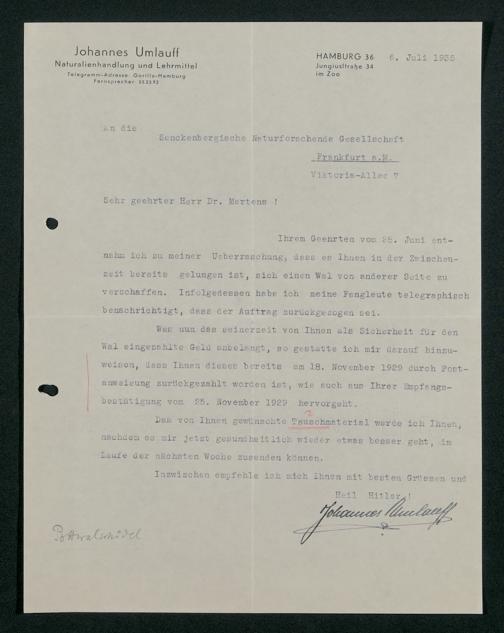 Johannes Umlauff
Naturalienhandlung und Lehrmittel
Telegramm-Adresse: Gorilla-Hamburg
HAMBURG 36 6. Juli 1935
Jungiusstraße 34
im Zoo
An die
Senckenbergische Naturforschende Gesellschaft
Frankfurt a.M.
Viktoria-Allee 7
Sehr geehrter Herr Dr. Mertens !
Ihrem Geehrten vom 25. Juni ent-
nahm ich zu meiner Ueberraschung, dass es Ihnen in der Zwischen-
zeit bereits gelungen ist, sich einen Wal von anderer Seite zu
verschaffen. Infolgedessen habe ich meine Fangleute telegraphisch
benachrichtigt, dass der Auftrag zurückgezogen sei.
Was nun das seinerzeit von Ihnen als Sicherheit für den
Wal eingezahlte Geld anbelangt, so gestatte ich mir darauf hinzu-
weisen, dass Ihnen dieses bereits am 18. November 1929 durch Post-
anweisung zurückgezahlt worden ist, wie auch aus Ihrer Empfangs-
bestätigung vom 25. November 1929 hervorgeht.
Das von Ihnen gewünschte Tauschmaterial werde ich Ihnen,
nachdem es mir jetzt gesundheitlich wieder etwas besser geht, im
Laufe der nächsten Woche zusenden können.
Inzwischen empfehle ich mich Ihnen mit besten Grüssen und
Heil Hitler !
Johannes Umlauff
Pottwalschädel